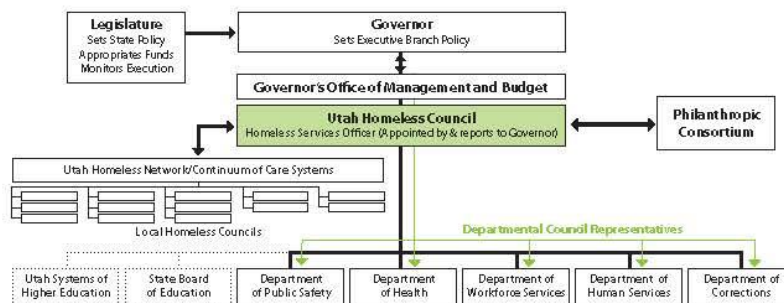 Legislature
Sets State Policy
Appropriates Funds
Monitors Execution
Governor
Sets Executive Branch Policy
Governor's Office of Management and Budget
Utah Homeless Council
Homeless Services Officer (Appointed by & reports to Governor)
Philanthropic
Consortium
Utah Homeless Network/Continuum of Care Systems
Local Homeless Councils
Departmental Council Representatives
Utah Systems of
Higher Education
State Board
of Education
Department
of Public Safety
Department
of Health
Department of
Workforce Services
Department of
Human Services
Department of
Corrections